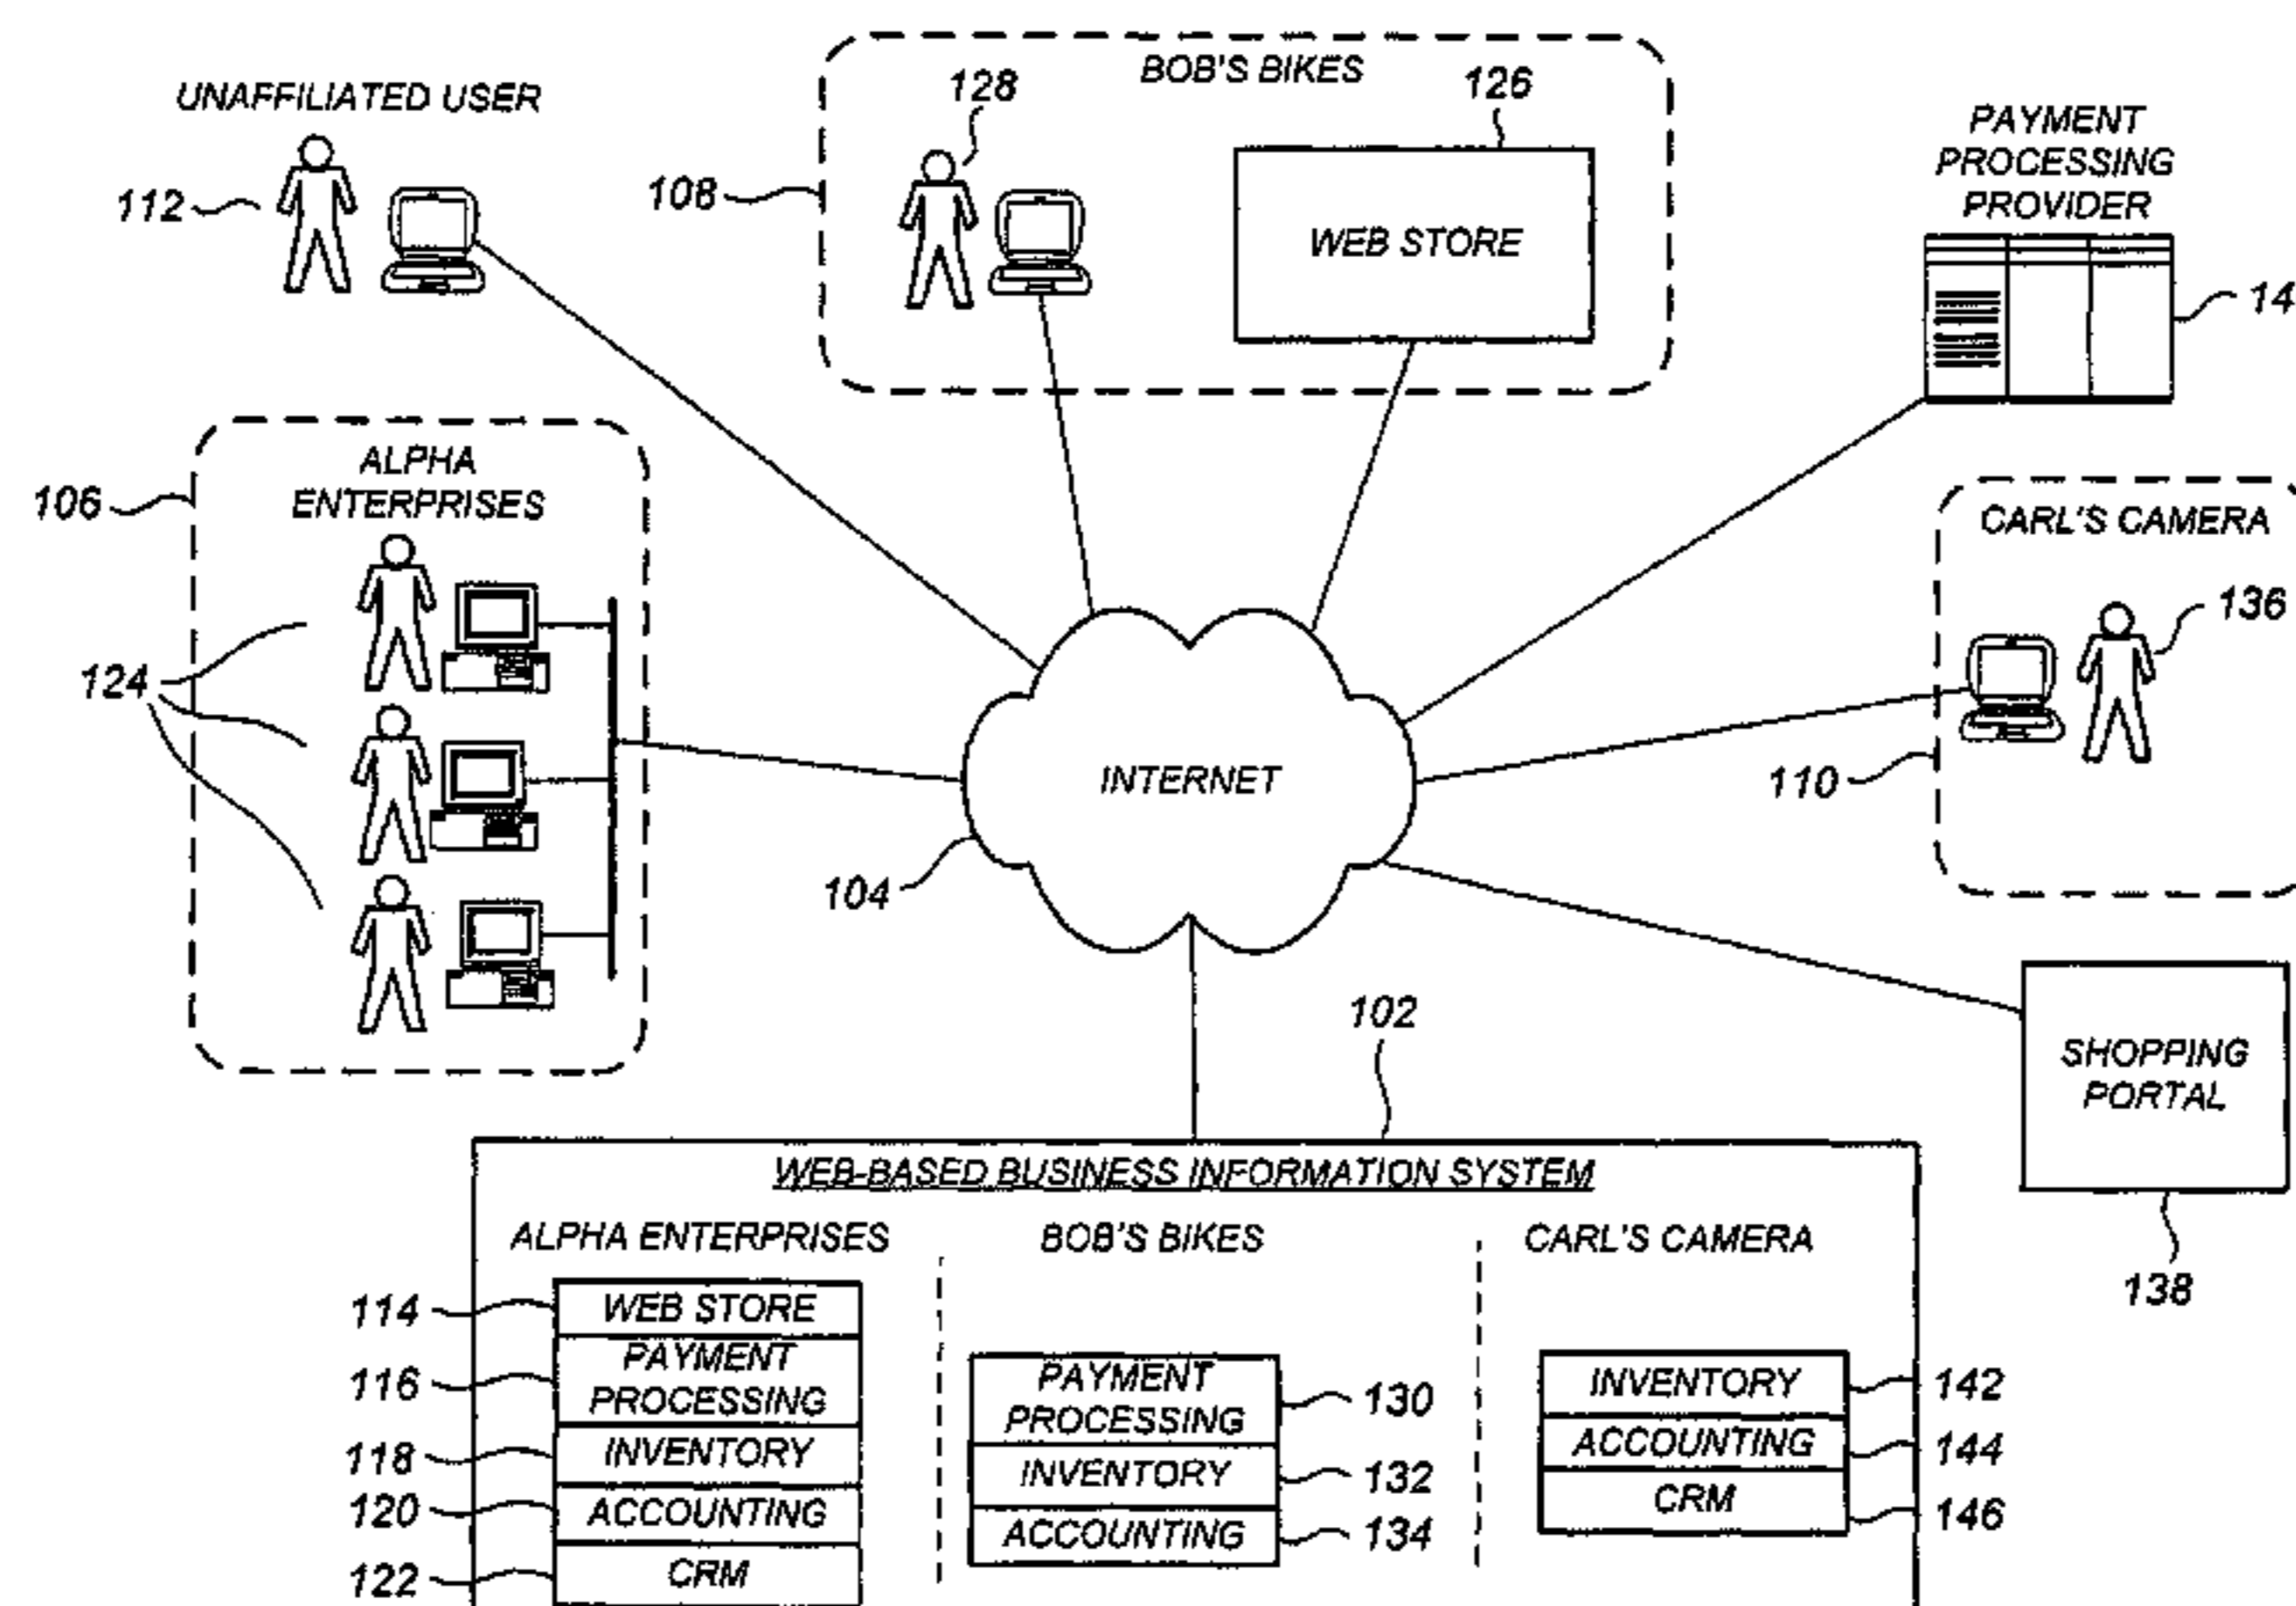 BOB'S BIKES
128
126
UNAFFILIATED USER
112
108
WEB STORE
PAYMENT
PROCESSING
PROVIDER
14
ALPHA
ENTERPRISES
106
124
CARL'S CAMERA
136
110
INTERNET
104
102
SHOPPING
PORTAL
138
WEB-BASED BUSINESS INFORMATION SYSTEM
ALPHA ENTERPRISES
114
WEB STORE
116
PAYMENT
PROCESSING
118
INVENTORY
120
ACCOUNTING
122
CRM
BOB'S BIKES
PAYMENT
PROCESSING
130
INVENTORY
132
ACCOUNTING
134
CARL'S CAMERA
INVENTORY
142
ACCOUNTING
144
CRM
146